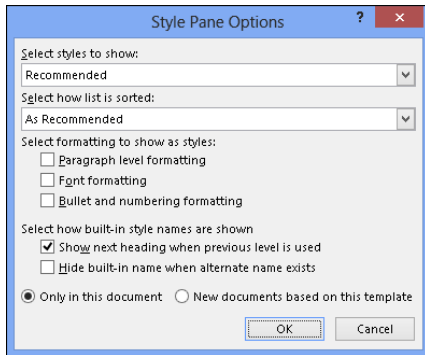 Style Pane Options ? ×
Select styles to show:
Recommended
Select how list is sorted:
As Recommended
Select formatting to show as styles:
Paragraph level formatting
Font formatting
Bullet and numbering formatting
Select how built-in style names are shown
Show next heading when previous level is used
Hide built-in name when alternate name exists
Only in this document New documents based on this template
OK Cancel